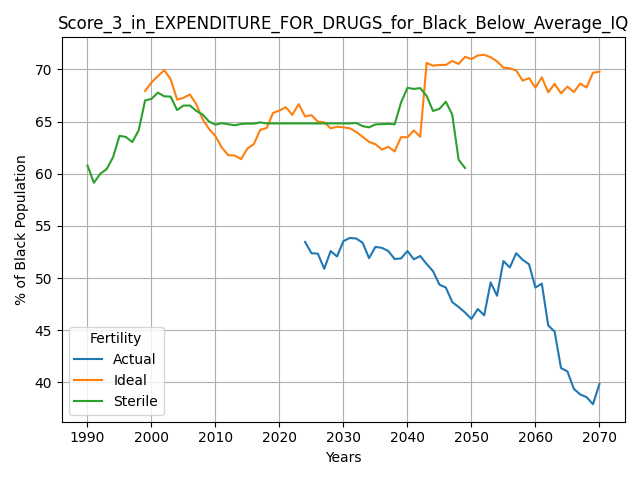 Score_3_in_EXPENDITURE_FOR_DRUGS_for_Black_Below_Average_IQ
% of Black Population
70
65
60
55
50
45
40
Fertility
Actual
Ideal
Sterile
1990 2000 2010 2020 2030 2040 2050 2060 2070
Years